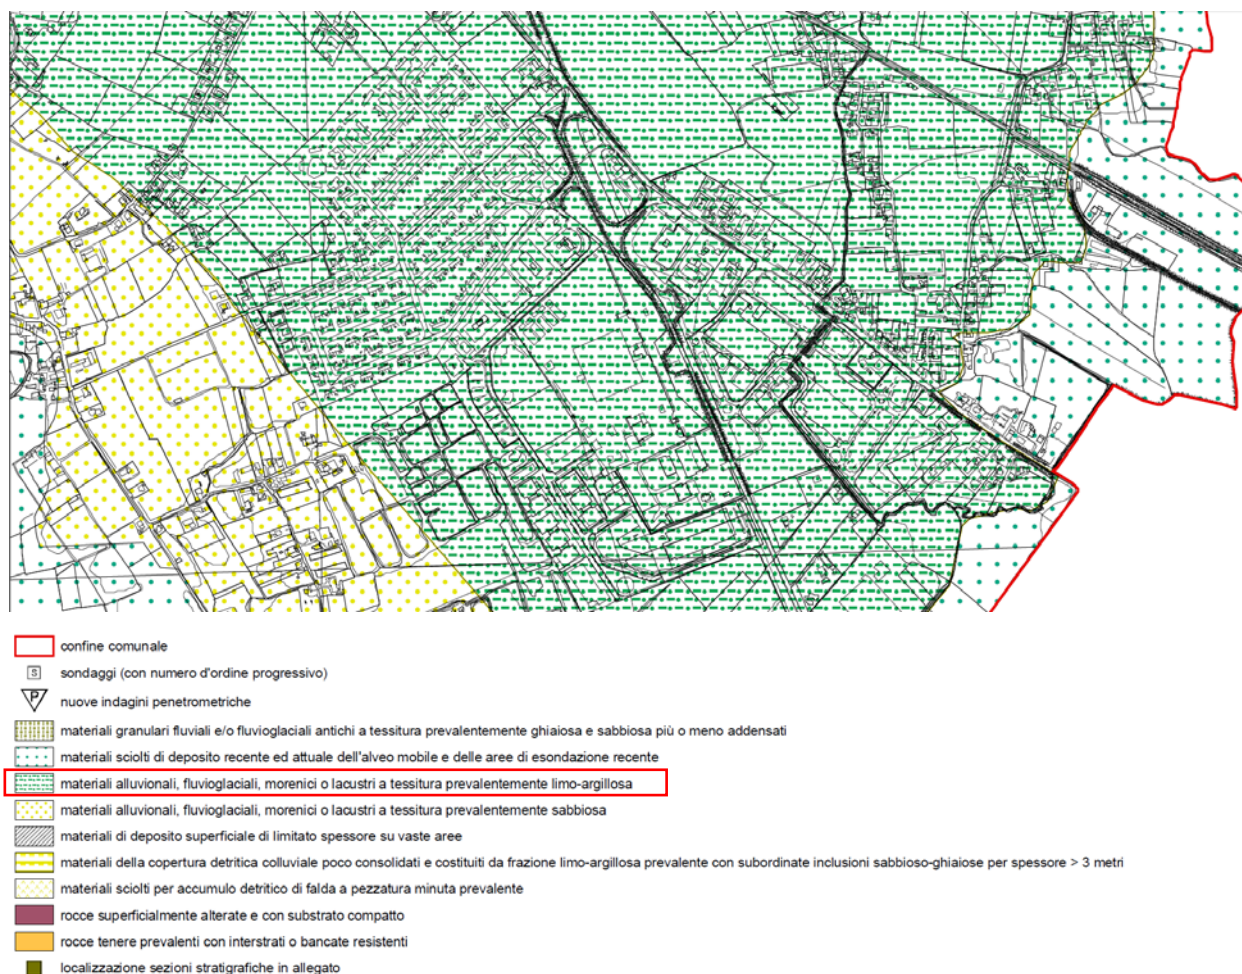 confine comunale
S sondaggi (con numero d'ordine progressivo)
P nuove indagini penetrometriche
materiali granulari fluviali e/o fluvioglaciali antichi a tessitura prevalentemente ghiaiosa e sabbiosa più o meno addensati
materiali sciolti di deposito recente ed attuale dell'alveo mobile e delle aree di esondazione recente
materiali alluvionali, fluvioglaciali, morenici o lacustri a tessitura prevalentemente limo-argillosa
materiali alluvionali, fluvioglaciali, morenici o lacustri a tessitura prevalentemente sabbiosa
materiali di deposito superficiale di limitato spessore su vaste aree
materiali della copertura detritica colluviale poco consolidati e costituiti da frazione limo-argillosa prevalente con subordinate inclusioni sabbioso-ghiaiose per spessore > 3 metri
materiali sciolti per accumulo detritico di falda a pezzatura minuta prevalente
rocce superficialmente alterate e con substrato compatto
rocce tenere prevalenti con interstrati o bancate resistenti
localizzazione sezioni stratigrafiche in allegato